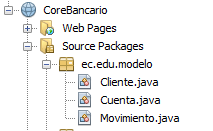 CoreBancario
Web Pages
Source Packages
ec.edu.modelo
Cliente.java
Cuenta.java
Movimiento.java